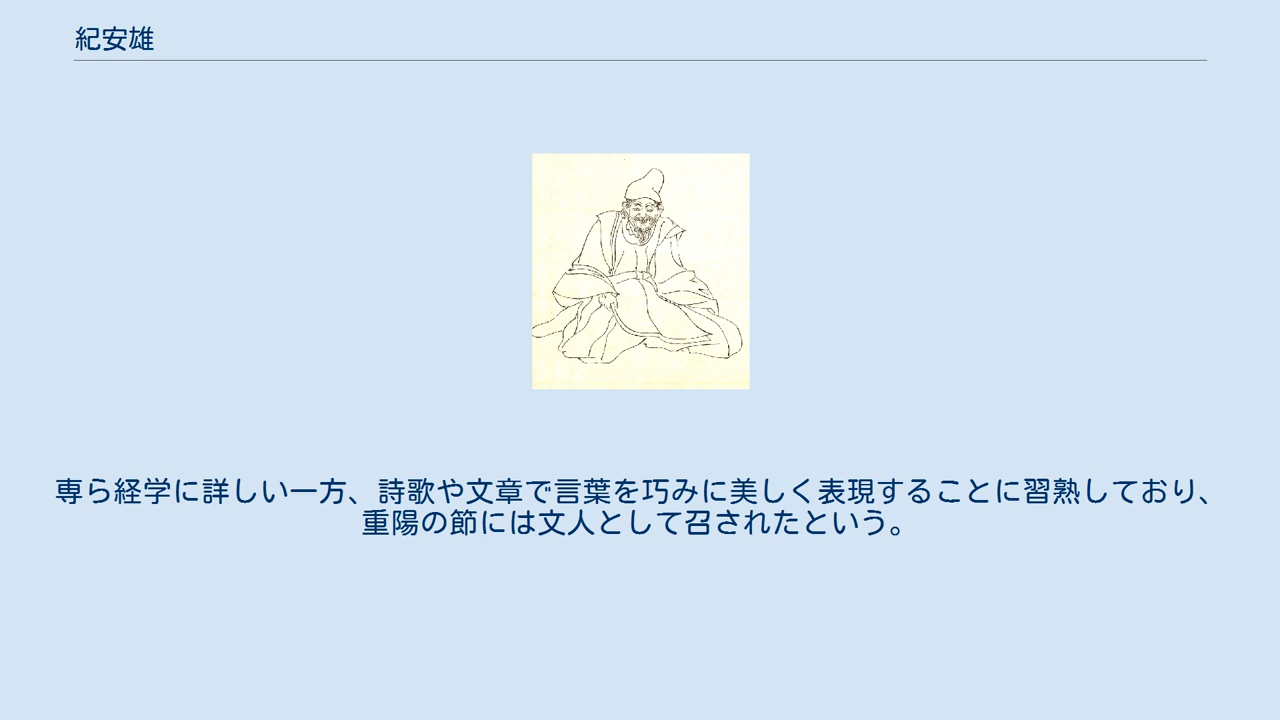 紀安雄
専ら経学に詳しい一方、詩歌や文章で言葉を巧みに美しく表現することに習熟しており、
重陽の節には文人として召されたという。